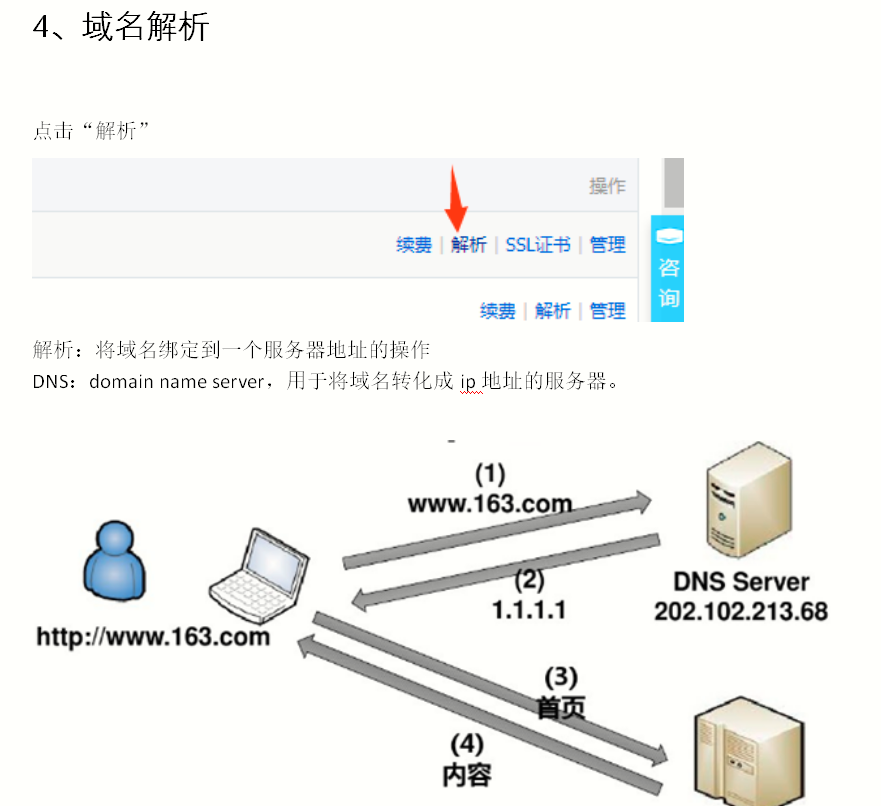 4、域名解析
点击“解析”
操作
续费 | 解析 | SSL证书 | 管理
咨
询
续费 | 解析 | 管理
解析：将域名绑定到一个服务器地址的操作
DNS：domain name server，用于将域名转化成 ip 地址的服务器。
(1)
www.163.com
(2)
1.1.1.1
DNS Server
202.102.213.68
http://www.163.com
(3)
首页
(4)
内容